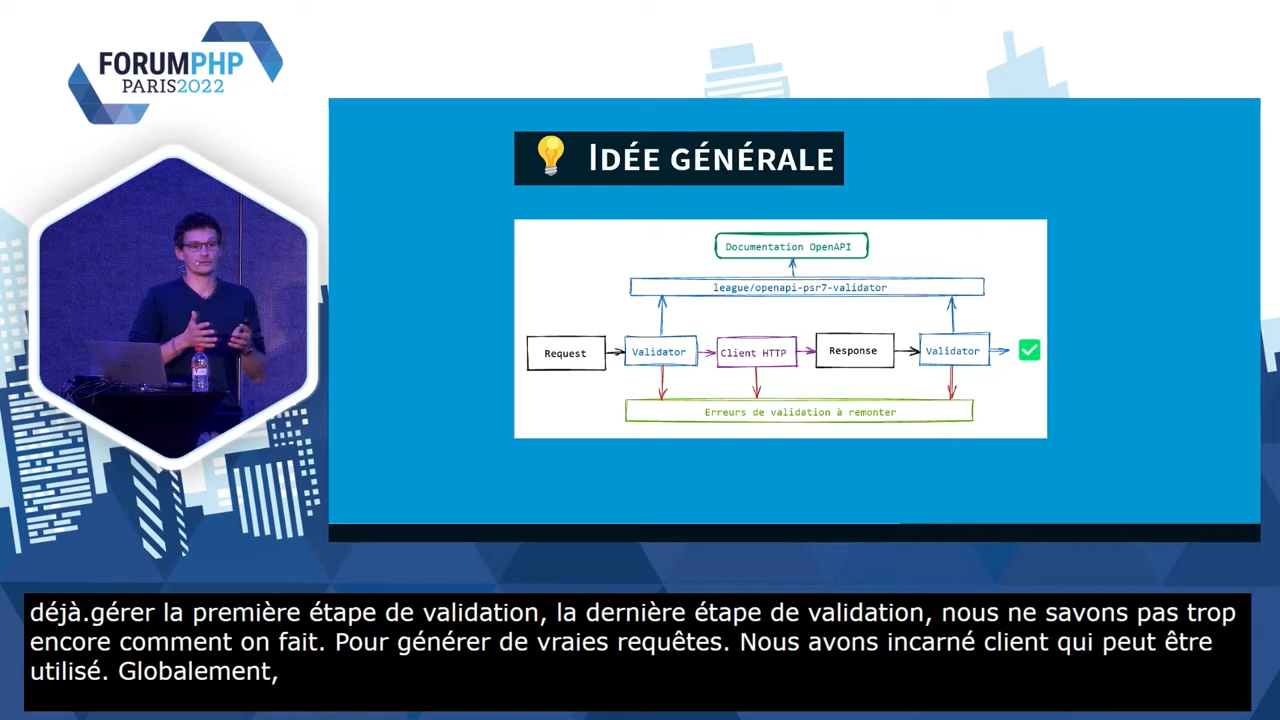 FORUMPHP
PARIS2022
IDÉE GÉNÉRALE
Documentation OpenAPI
league/openapi-psr7-validator
Request
Validator
Client HTTP
Response
Validator
Erreurs de validation à remonter
déjà.gérer la première étape de validation, la dernière étape de validation, nous ne savons pas trop
encore comment on fait. Pour générer de vraies requêtes. Nous avons incarné client qui peut être
utilisé. Globalement,